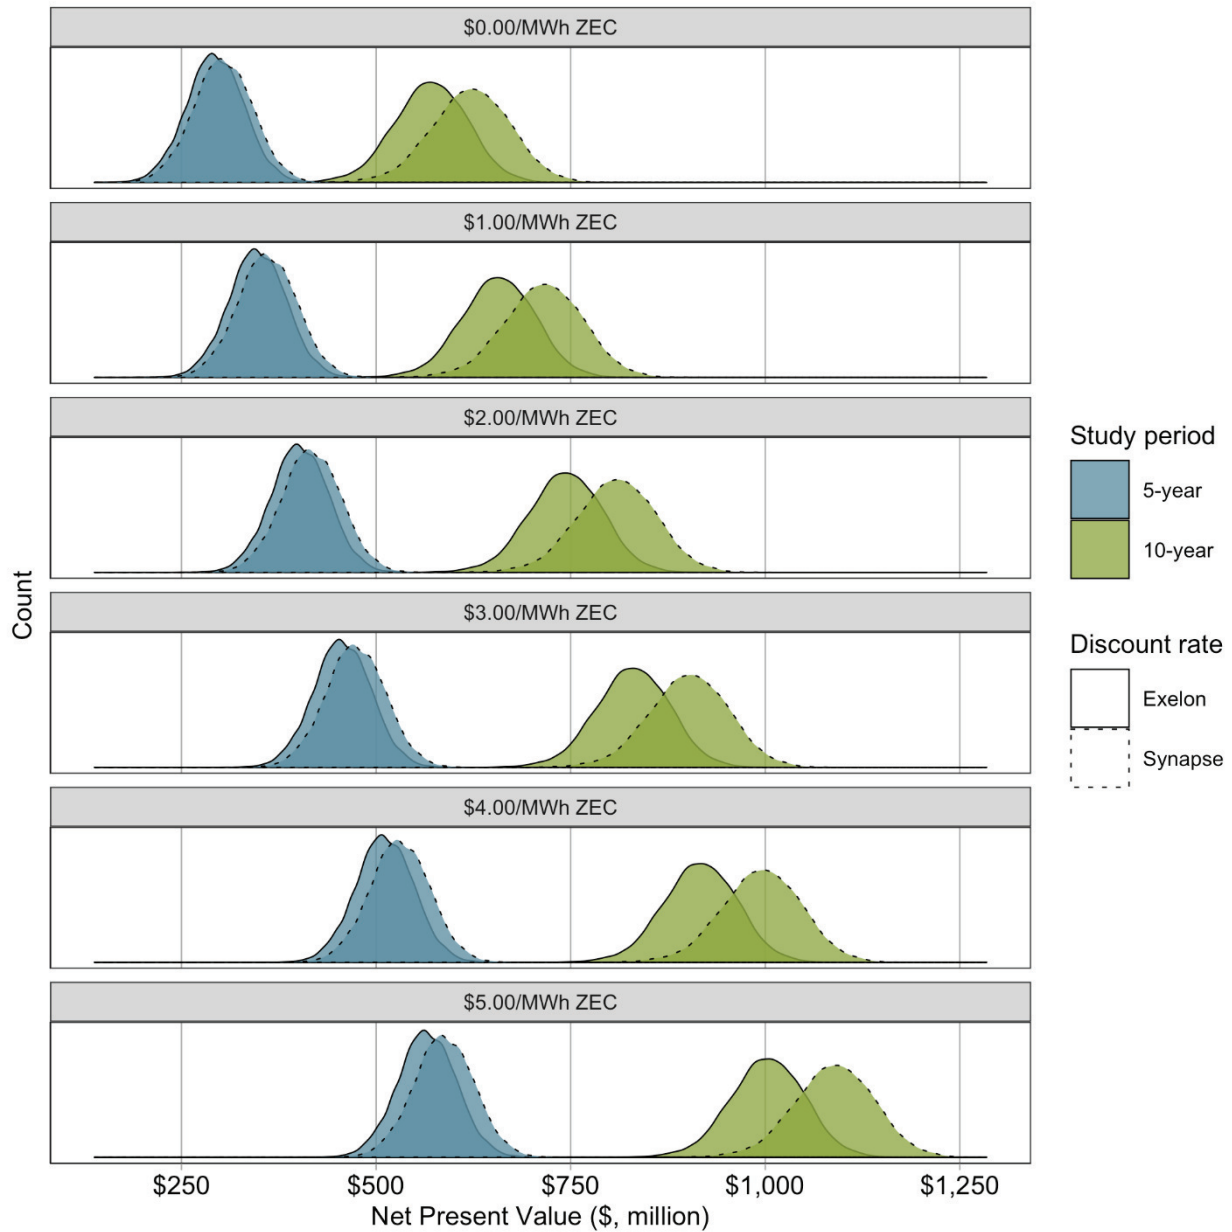 $0.00/MWh ZEC
$1.00/MWh ZEC
$2.00/MWh ZEC
$3.00/MWh ZEC
$4.00/MWh ZEC
$5.00/MWh ZEC
Count
$250 $500 $750 $1,000 $1,250
Net Present Value ($, million)
Study period
5-year
10-year
Discount rate
Exelon
Synapse